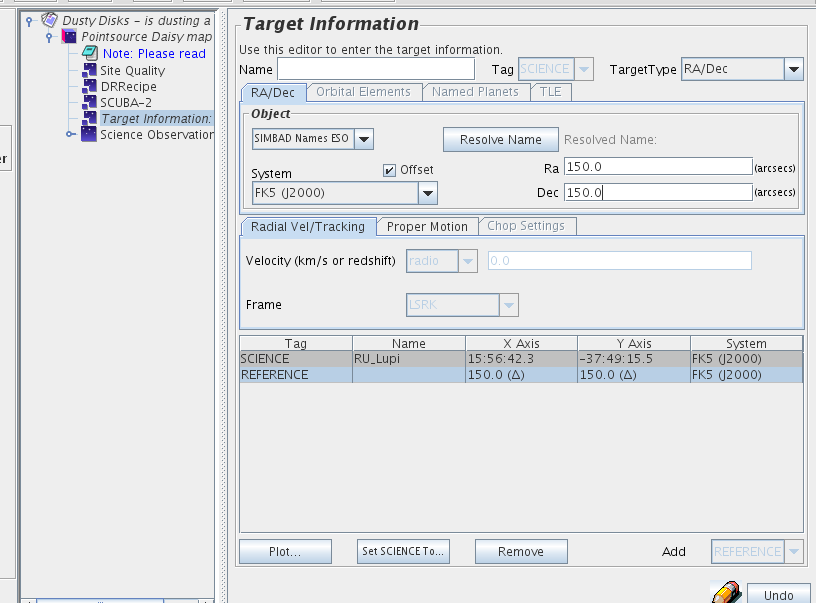 Dusty Disks - is dusting a
Pointsource Daisy map
Note: Please read
Site Quality
DRRecipe
SCUBA-2
Target Information:
Science Observation
er
Target Information
Use this editor to enter the target information.
Name Tag SCIENCE TargetType RA/Dec
RA/Dec Orbital Elements Named Planets TLE
Object
SIMBAD Names ESO Resolve Name Resolved Name:
System Offset Ra 150.0 (arcsecs)
FK5 (J2000) Dec 150.0 (arcsecs)
Radial Vel/Tracking Proper Motion Chop Settings
Velocity (km/s or redshift) radio 0.0
Frame LSRK
Tag Name X Axis Y Axis System
SCIENCE RU_Lupi 15:56:42.3 -37:49:15.5 FK5 (J2000)
REFERENCE 150.0 (Δ) 150.0 (Δ) FK5 (J2000)
Plot... Set SCIENCE To... Remove Add REFERENCE
Undo